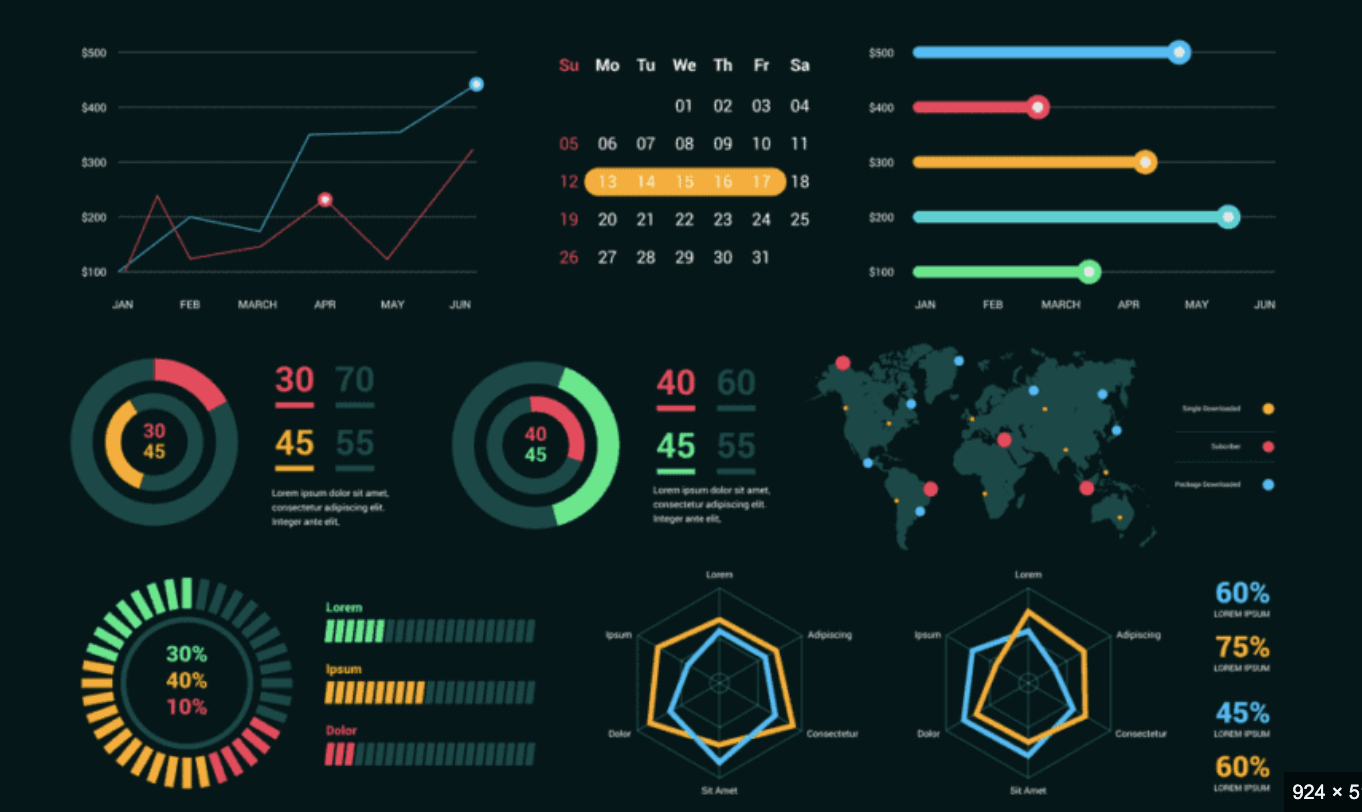 $500
$400
$300
$200
$100
JAN FEB MARCH APR MAY JUN
Su Mo Tu We Th Fr Sa
01 02 03 04
05 06 07 08 09 10 11
12 13 14 15 16 17 18
19 20 21 22 23 24 25
26 27 28 29 30 31
$500
$400
$300
$200
$100
JAN FEB MARCH APR MAY JUN
30
45
30 70
45 55
Lorem ipsum dolor sit amet,
consectetur adipiscing elit.
Integer ante elit,
40
45
40 60
45 55
Lorem ipsum dolor sit amet,
consectetur adipiscing elit.
Integer ante elit,
Single Downloaded
Subcriber
Package Downloaded
30%
40%
10%
Lorem
Ipsum
Dolor
Lorem
Ipsum Adipiscing
Dolor Consectetur
Sit Amet
Lorem
Ipsum Adipiscing
Dolor Consectetur
Sit Amet
60%
LOREM IPSUM
75%
LOREM IPSUM
45%
LOREM IPSUM
60%
LOREM IPSUM
924 × 5